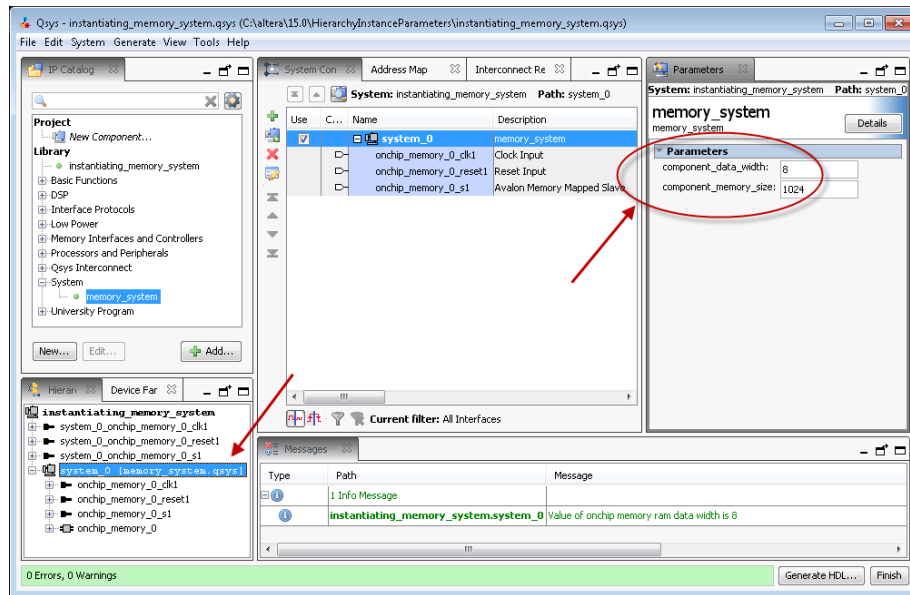 Qsys - instantiating_memory_system.qsys (C:\altera\15.0\HierarchyInstanceParameters\instantiating_memory_system.qsys)
File Edit System Generate View Tools Help
IP Catalog
Project
New Component...
Library
instantiating_memory_system
Basic Functions
DSP
Interface Protocols
Low Power
Memory Interfaces and Controllers
Processors and Peripherals
Qsys Interconnect
System
memory_system
University Program
New... Edit... Add...
System Con Address Map Interconnect Re
System: instantiating_memory_system Path: system_0
Use C... Name Description
system_0 memory_system
onchip_memory_0_clk1 Clock Input
onchip_memory_0_reset1 Reset Input
onchip_memory_0_s1 Avalon Memory Mapped Slave
Current filter: All Interfaces
Parameters
System: instantiating_memory_system Path: system_0
memory_system
memory_system
Details
Parameters
component_data_width: 8
component_memory_size: 1024
Hierar Device Far
instantiating_memory_system
system_0_onchip_memory_0_clk1
system_0_onchip_memory_0_reset1
system_0_onchip_memory_0_s1
system_0 [memory_system.qsys]
onchip_memory_0_clk1
onchip_memory_0_reset1
onchip_memory_0_s1
onchip_memory_0
Messages
Type Path Message
1 Info Message
instantiating_memory_system.system_0 Value of onchip memory ram data width is 8
0 Errors, 0 Warnings
Generate HDL... Finish